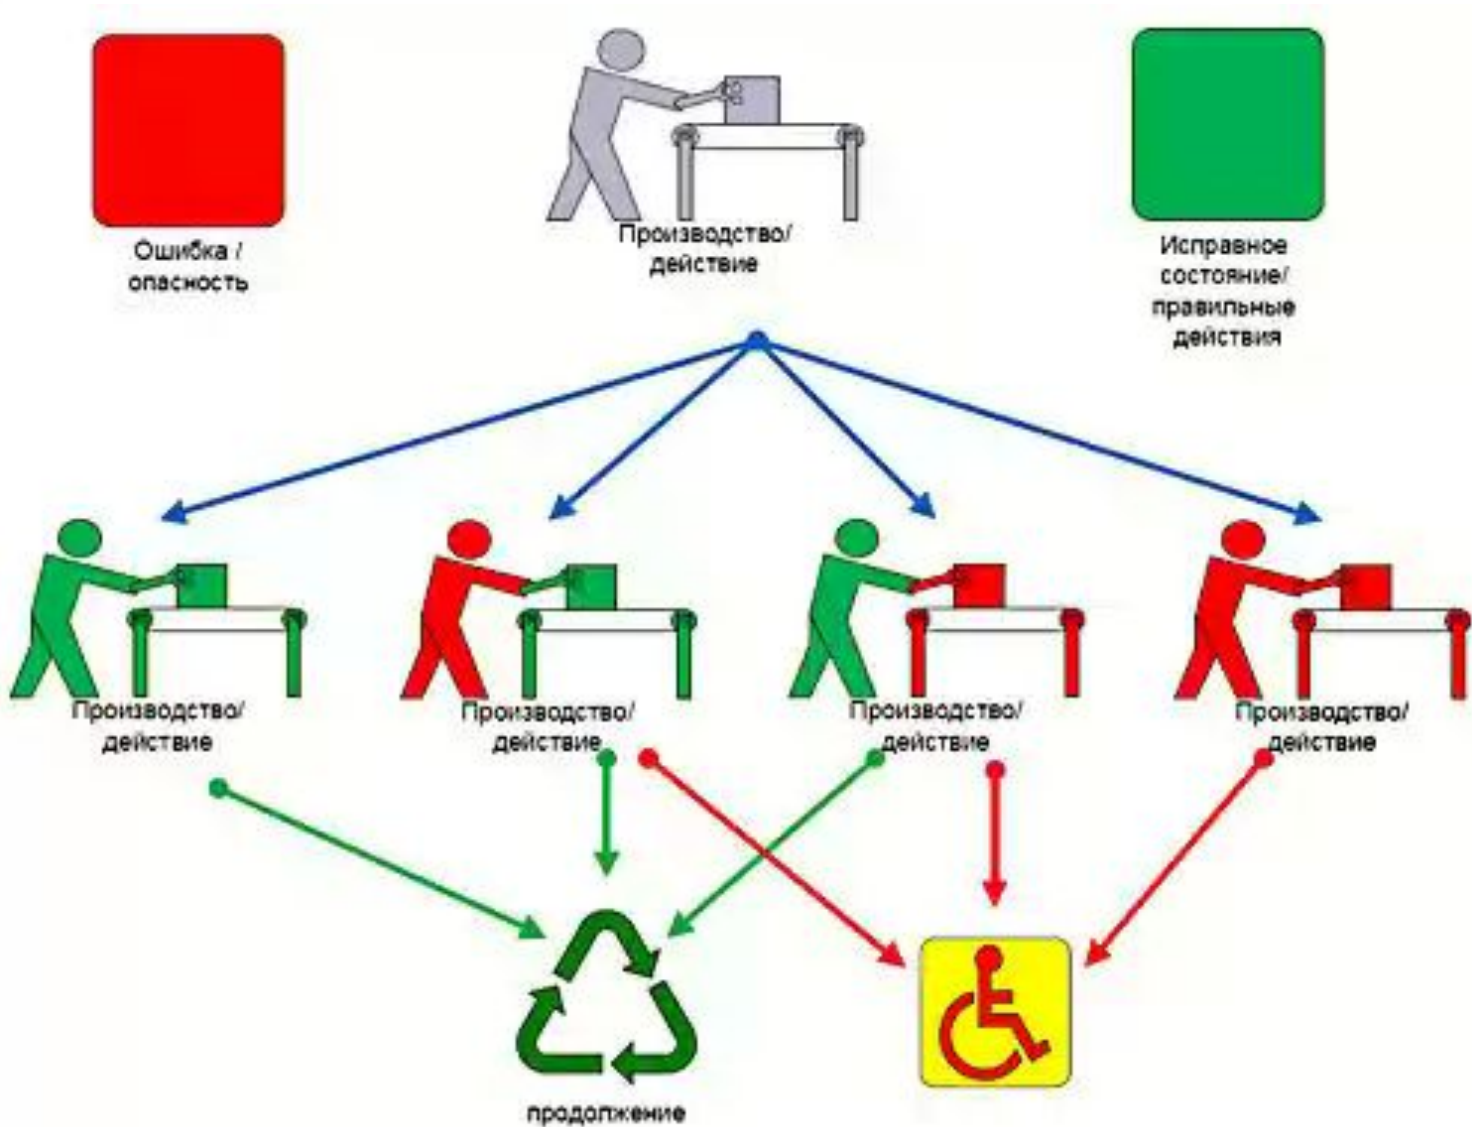 Ошибка /
опасность
Производство/
действие
Исправное
состояние/
правильные
действия
Производство/
действие
Производство/
действие
Производство/
действие
Производство/
действие
продолжение